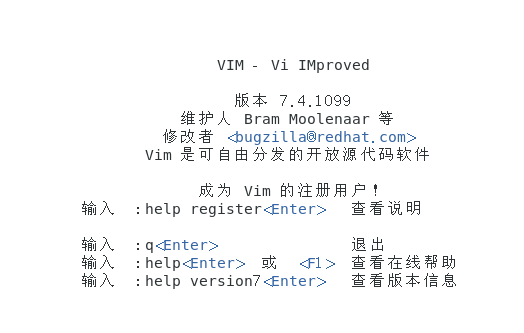 VIM - Vi IMproved
版本 7.4.1099
维护人 Bram Moolenaar 等
修改者 <bugzilla@redhat.com>
Vim 是可自由分发的开放源代码软件
成为 Vim 的注册用户！
输入 :help register<Enter> 查看说明
输入 :q<Enter> 退出
输入 :help<Enter> 或 <F1> 查看在线帮助
输入 :help version7<Enter> 查看版本信息